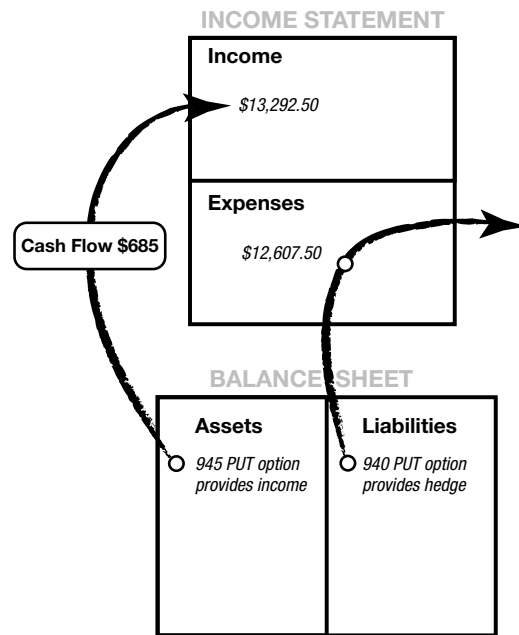 INCOME STATEMENT
Income
$13,292.50
Expenses
$12,607.50
Cash Flow $685
BALANCE SHEET
Assets
945 PUT option
provides income
Liabilities
940 PUT option
provides hedge